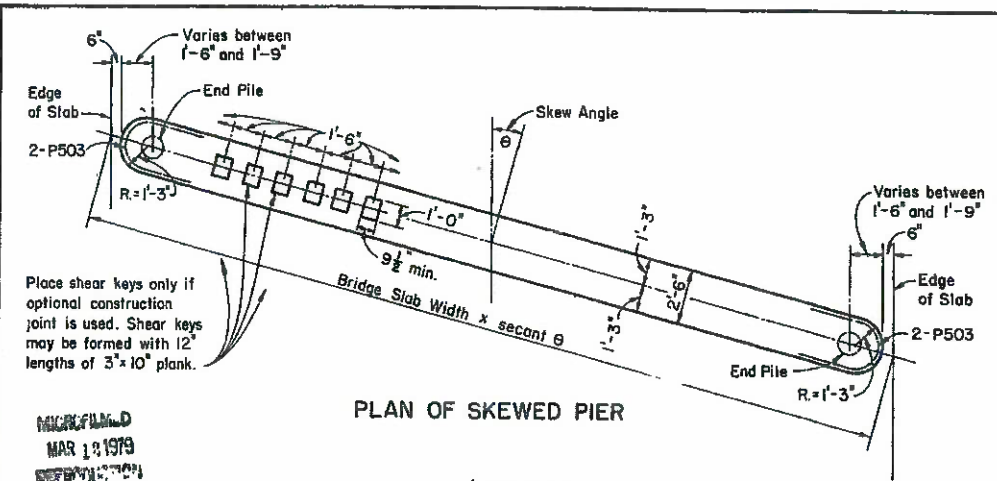 6"
Varies between
1'-6" and 1'-9"
Edge
of Slab
End Pile
2-P503
R.=1'-3"
1'-6"
1'-0"
9 1/2" min.
Skew Angle
θ
Place shear keys only if
optional construction
joint is used. Shear keys
may be formed with 12"
lengths of 3"x10" plank.
Bridge Slab Width x secant θ
1'-3"
1'-3"
2'-6"
Varies between
1'-6" and 1'-9"
6"
Edge
of Slab
2-P503
End Pile
R.=1'-3"
PLAN OF SKEWED PIER
MICROFILMED
MAR 1979